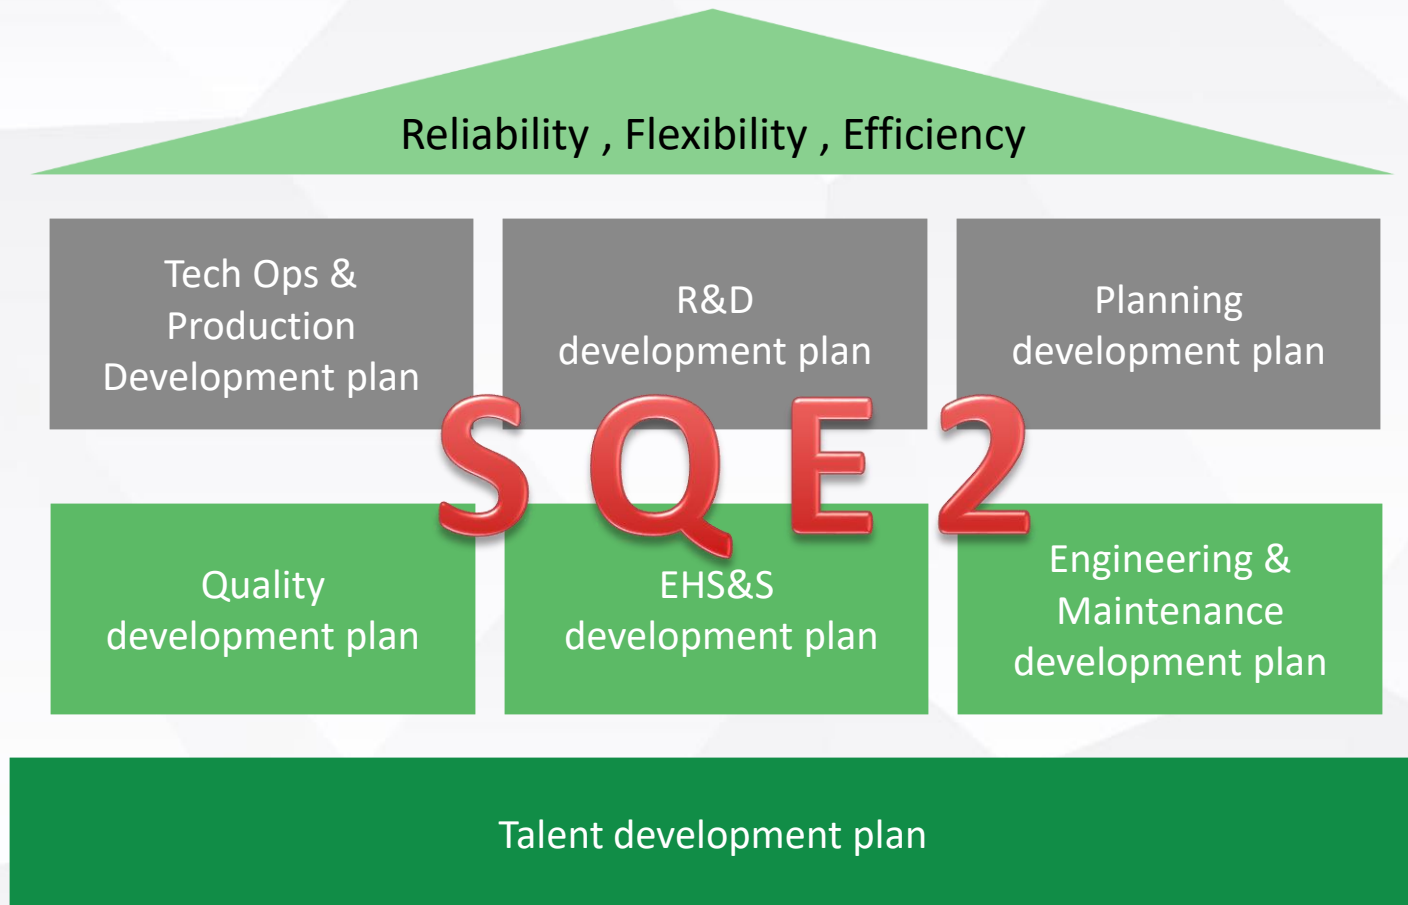 Reliability , Flexibility , Efficiency
Tech Ops &
Production
Development plan
R&D
development plan
Planning
development plan
S Q E 2
Quality
development plan
EHS&S
development plan
Engineering &
Maintenance
development plan
Talent development plan